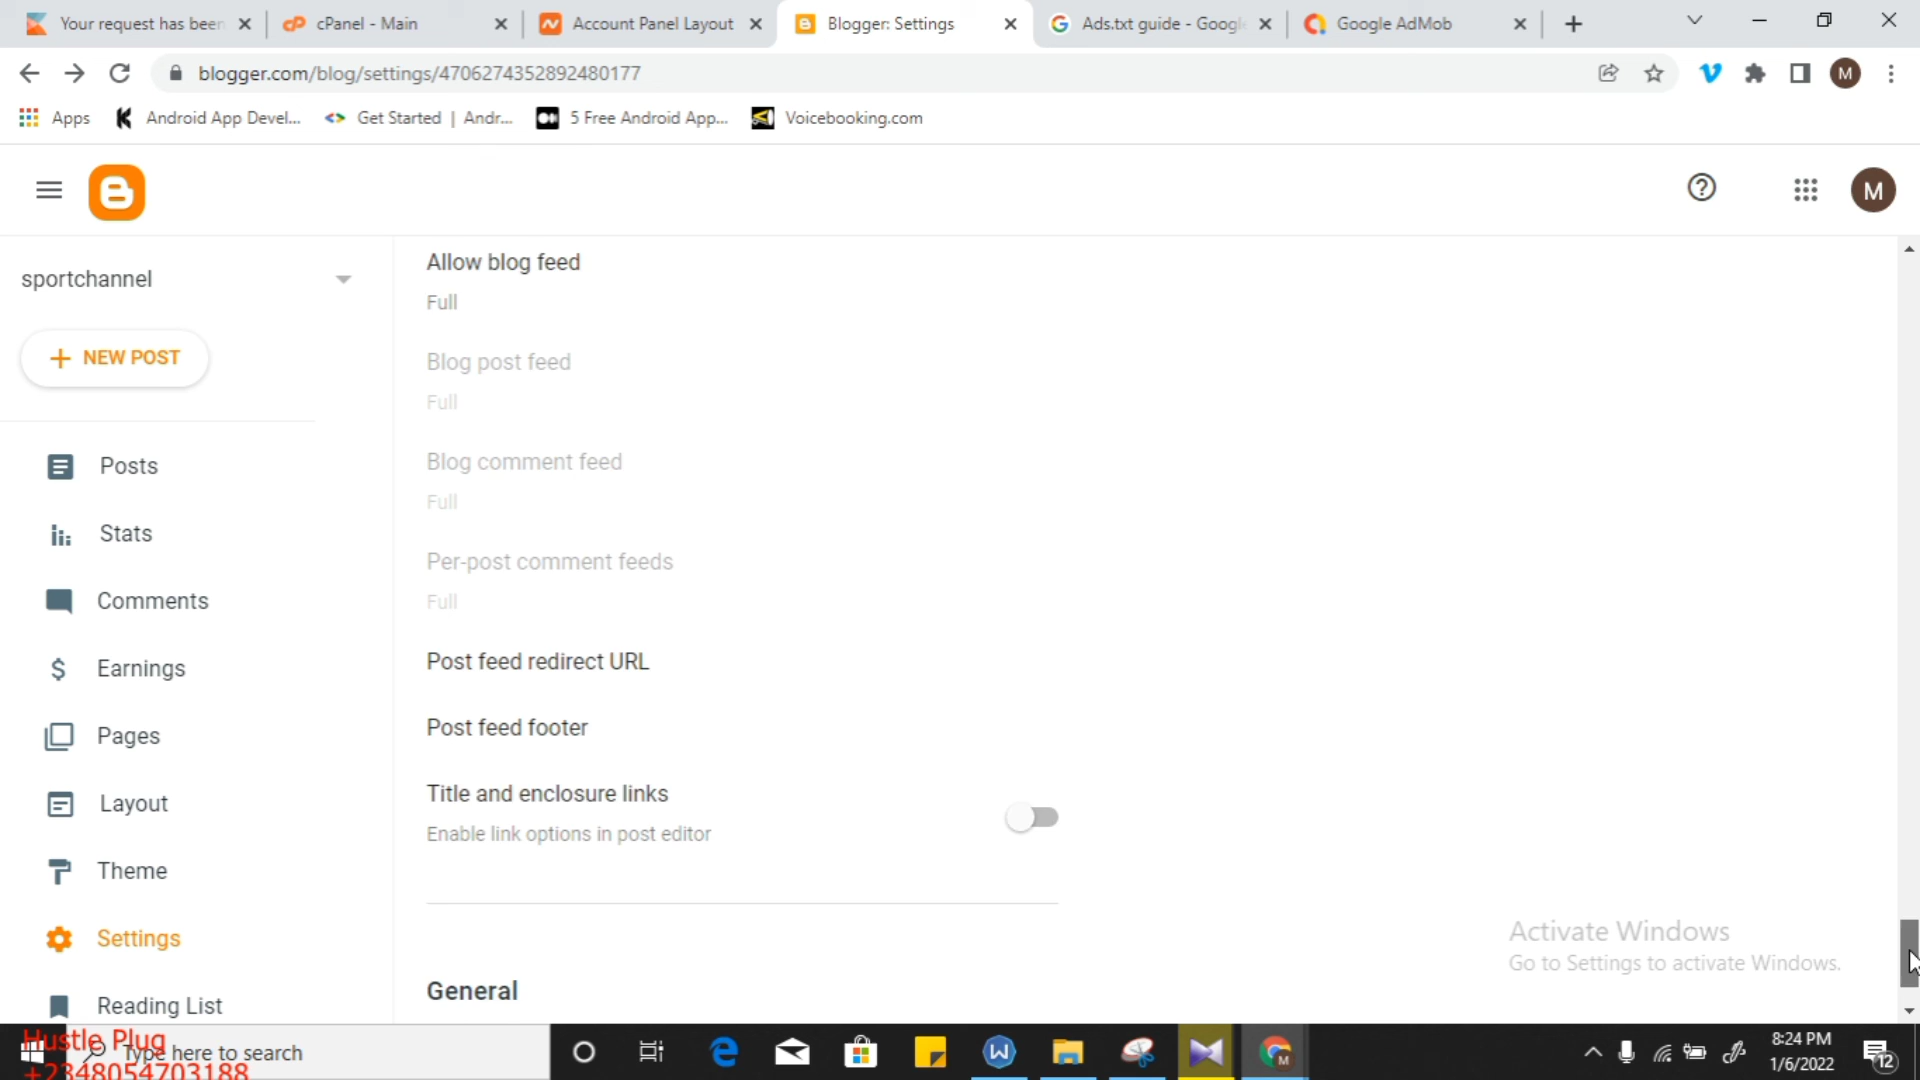 Your request has been
cPanel - Main
Account Panel Layout
Blogger: Settings
Ads.txt guide - Google
Google AdMob
blogger.com/blog/settings/4706274352892480177
M
Apps
Android App Devel...
Get Started | Andr...
5 Free Android App...
Voicebooking.com
M
sportchannel
NEW POST
Posts
Stats
Comments
Earnings
Pages
Layout
Theme
Settings
Reading List
Allow blog feed
Full
Blog post feed
Full
Blog comment feed
Full
Per-post comment feeds
Full
Post feed redirect URL
Post feed footer
Title and enclosure links
Enable link options in post editor
General
Activate Windows
Go to Settings to activate Windows.
Hustle Plug
+2348054703188
Type here to search
8:24 PM
1/6/2022
12